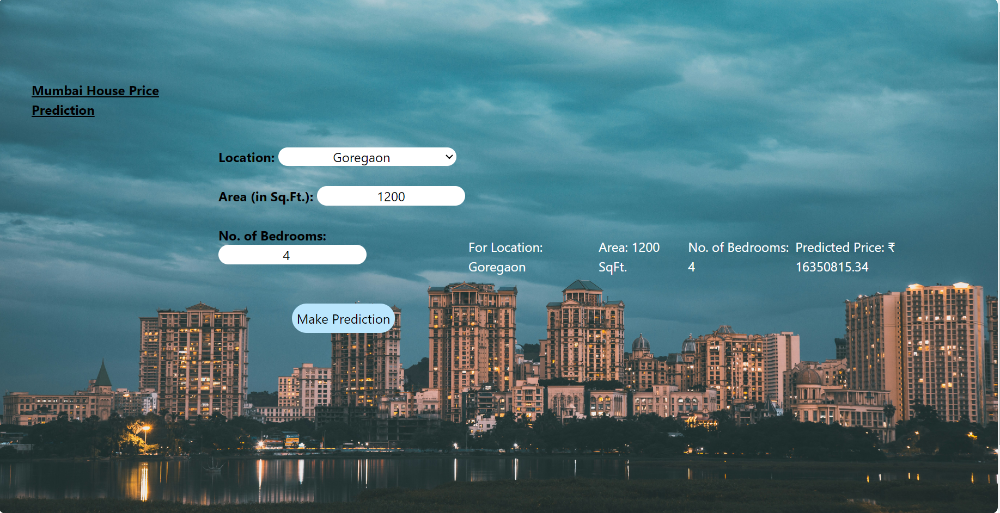 Mumbai House Price
Prediction
Location: Goregaon
Area (in Sq.Ft.): 1200
No. of Bedrooms:
4
For Location:
Goregaon
Area: 1200
SqFt.
No. of Bedrooms:
4
Predicted Price: ₹
16350815.34
Make Prediction